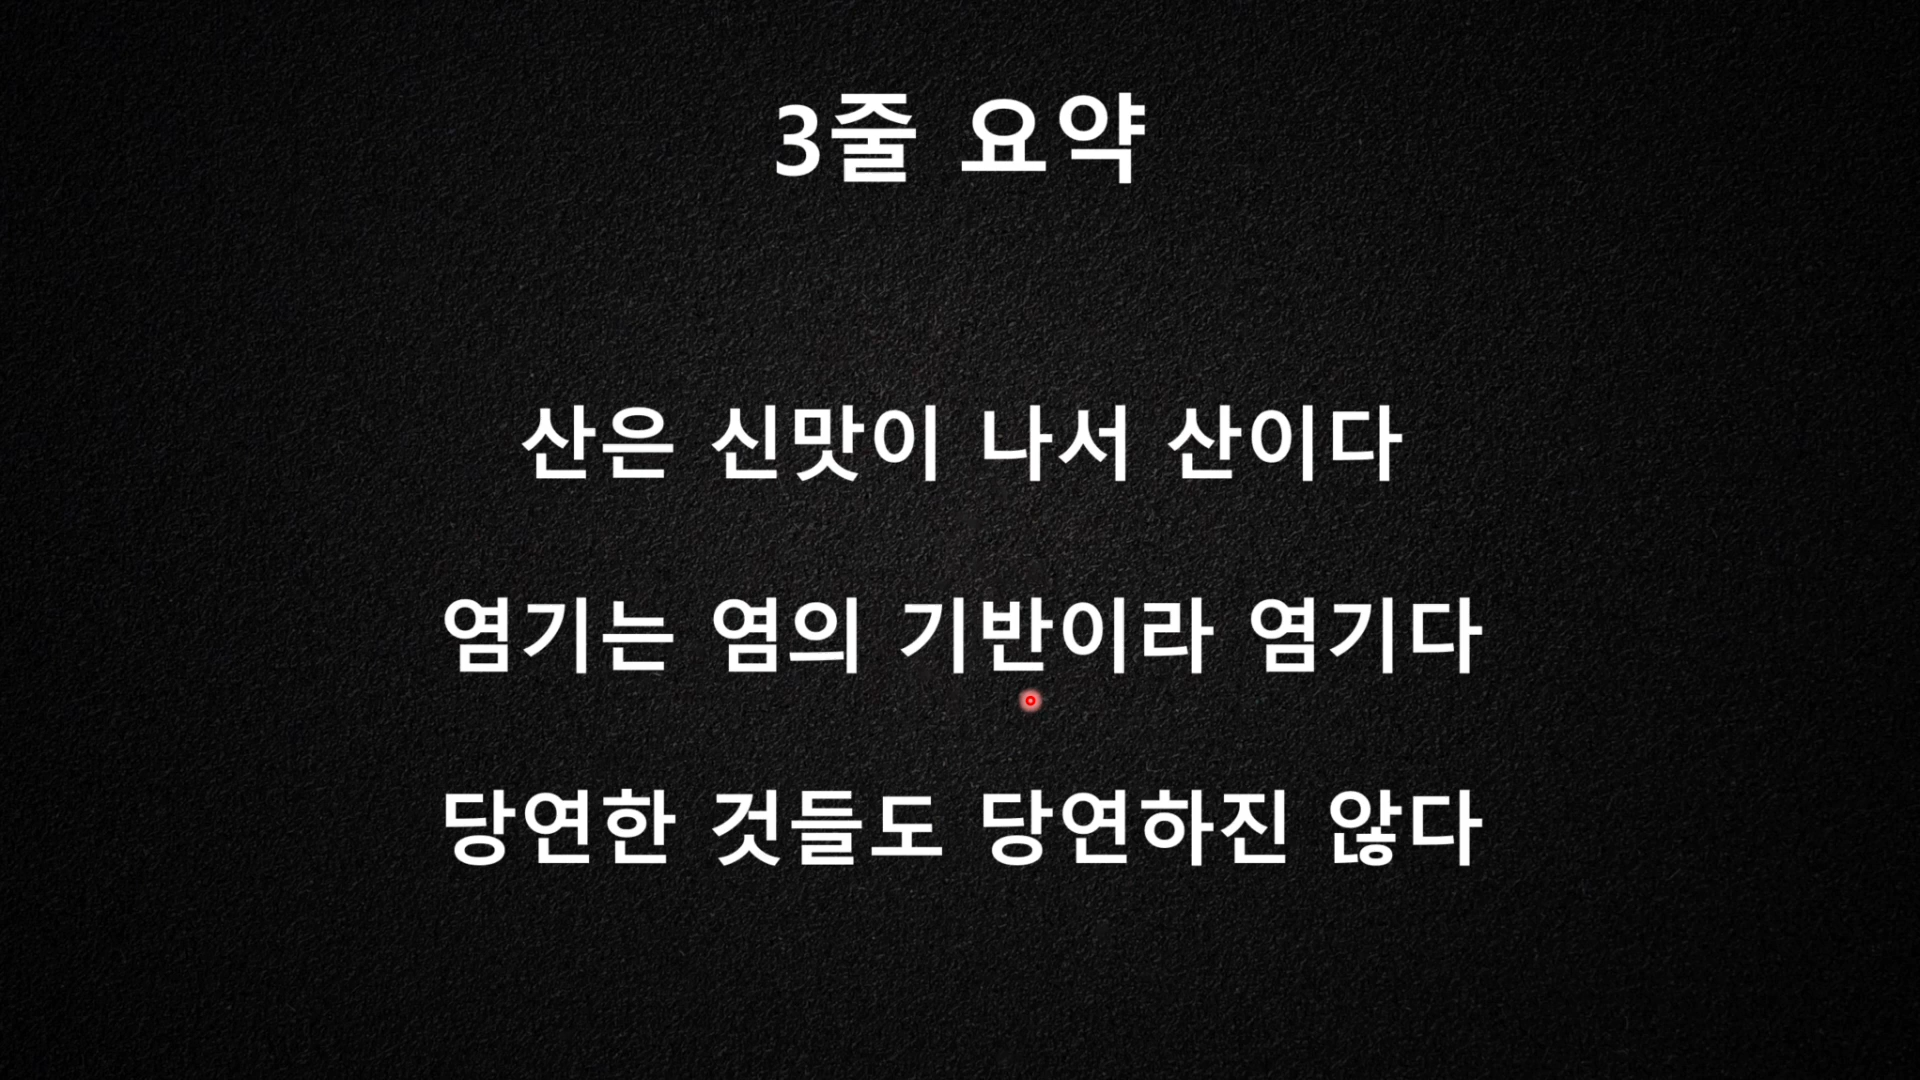 3줄 요약
산은 신맛이 나서 산이다
염기는 염의 기반이라 염기다
당연한 것들도 당연하진 않다